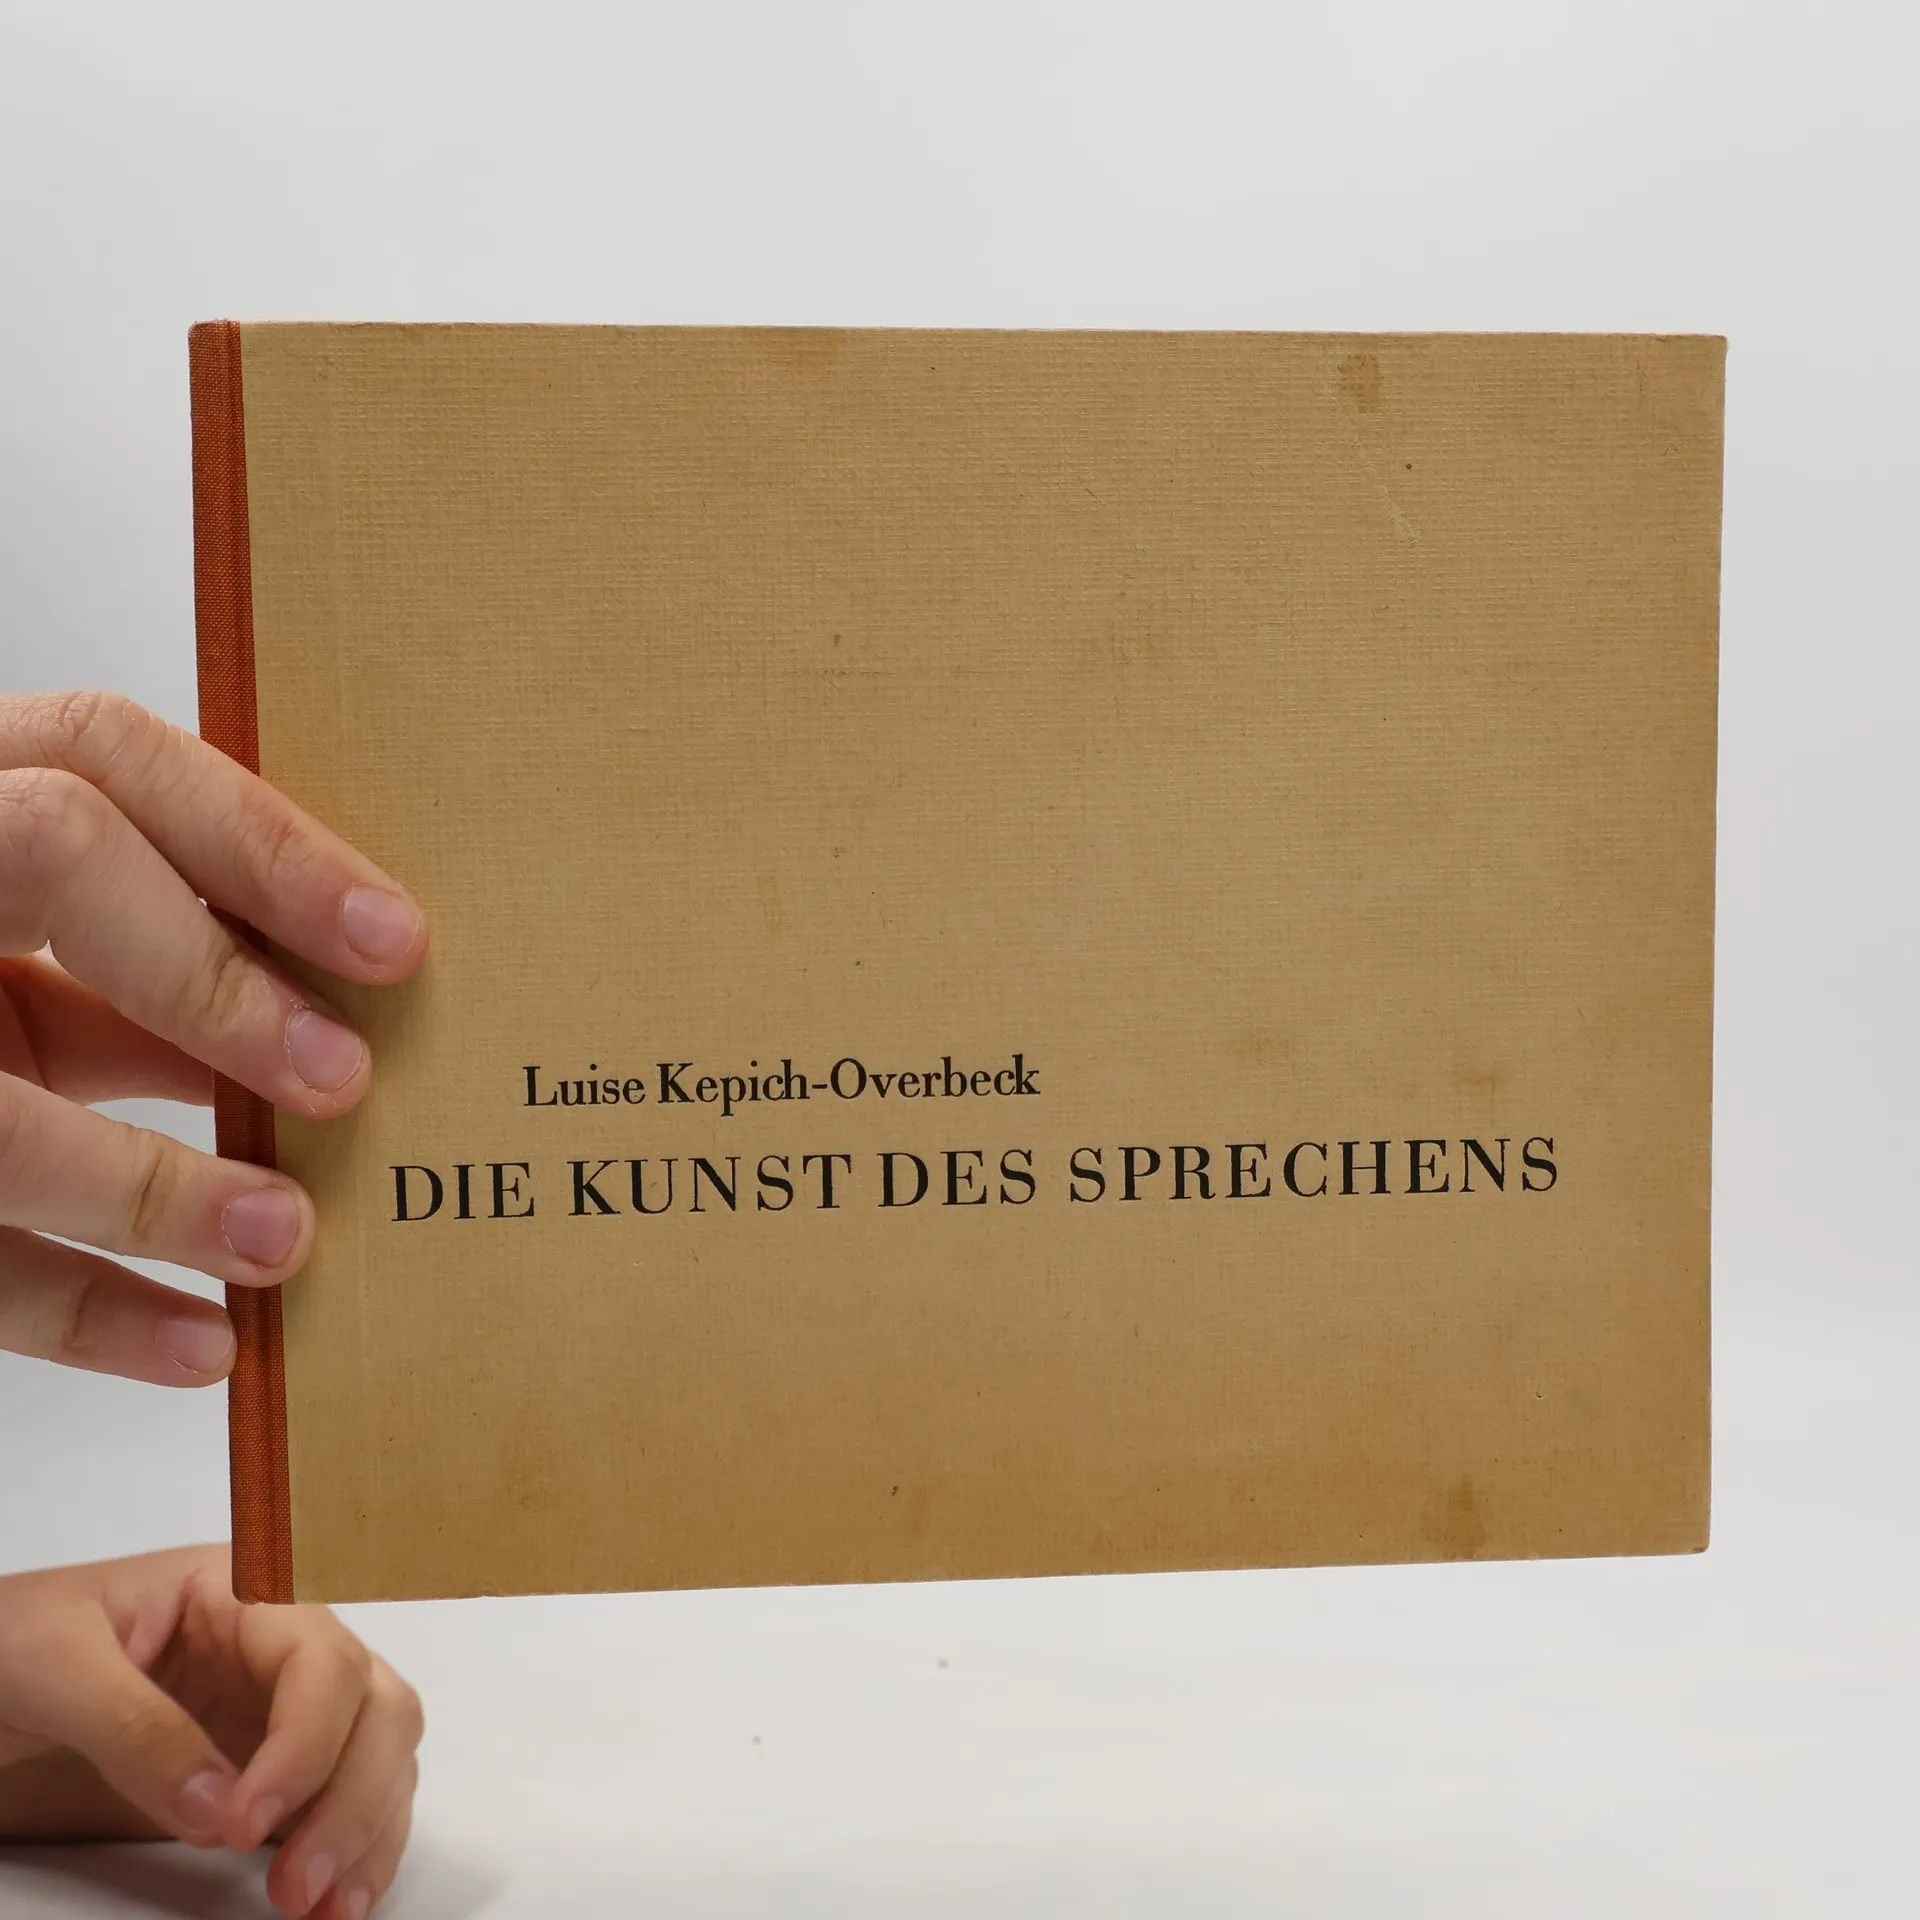 Luise Kepich-Overbeck
DIE KUNST DES SPRECHENS